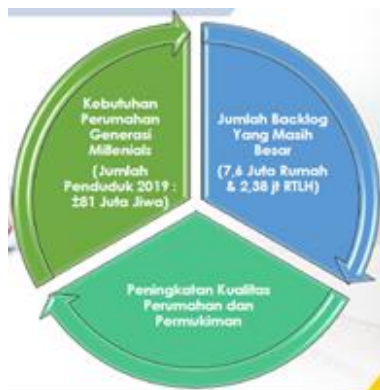 Kebutuhan
Perumahan
Generasi
Millenials
(Jumlah
Penduduk 2019 :
±81 Juta Jiwa)
Jumlah Backlog
Yang Masih
Besar
(7,6 Juta Rumah
& 2,38 jt RTLH)
Peningkatan Kualitas
Perumahan dan
Permukiman